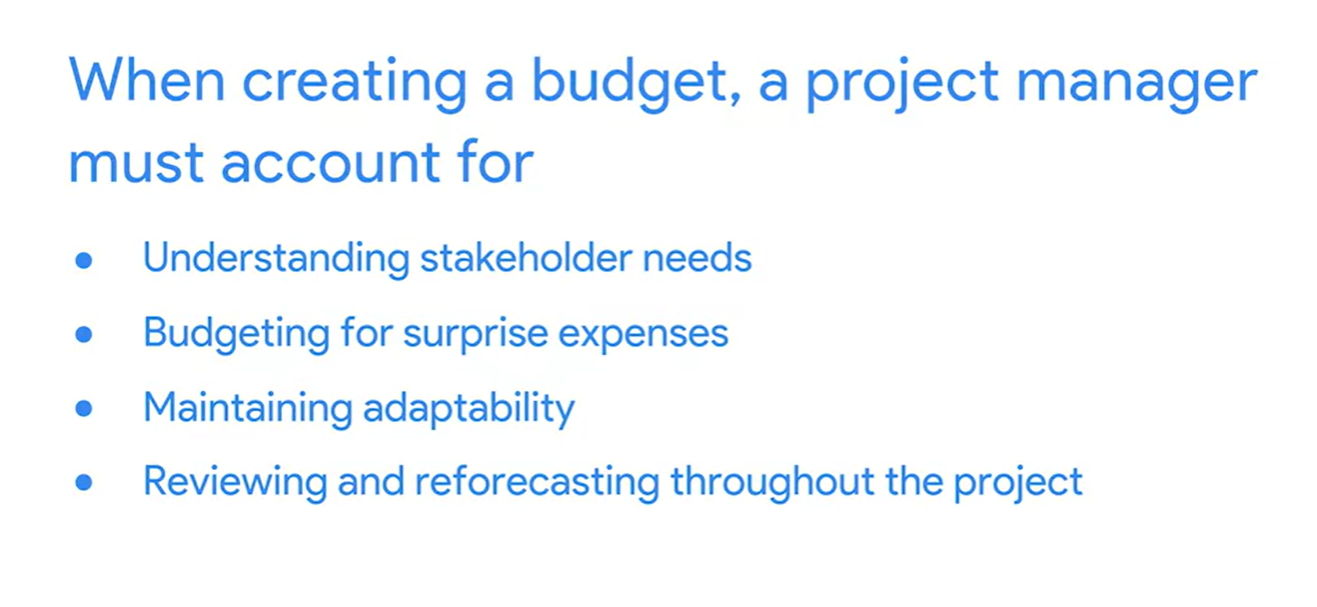 When creating a budget, a project manager
must account for
● Understanding stakeholder needs
● Budgeting for surprise expenses
● Maintaining adaptability
● Reviewing and reforecasting throughout the project